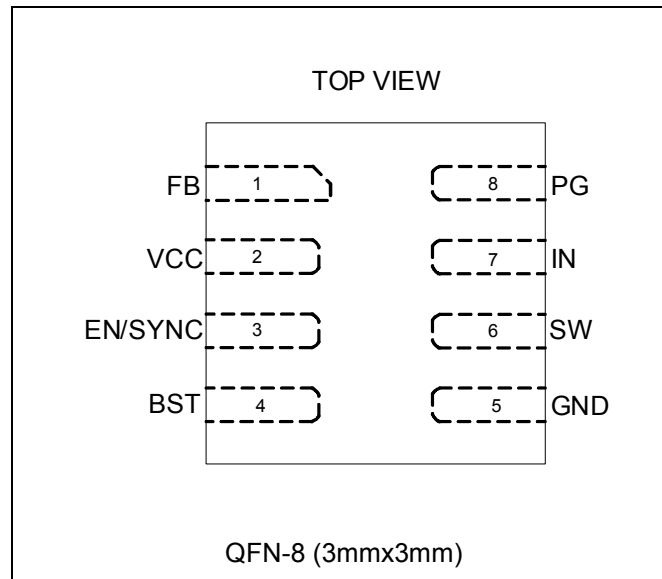 TOP VIEW
FB 1 8 PG
VCC 2 7 IN
EN/SYNC 3 6 SW
BST 4 5 GND
QFN-8 (3mmx3mm)